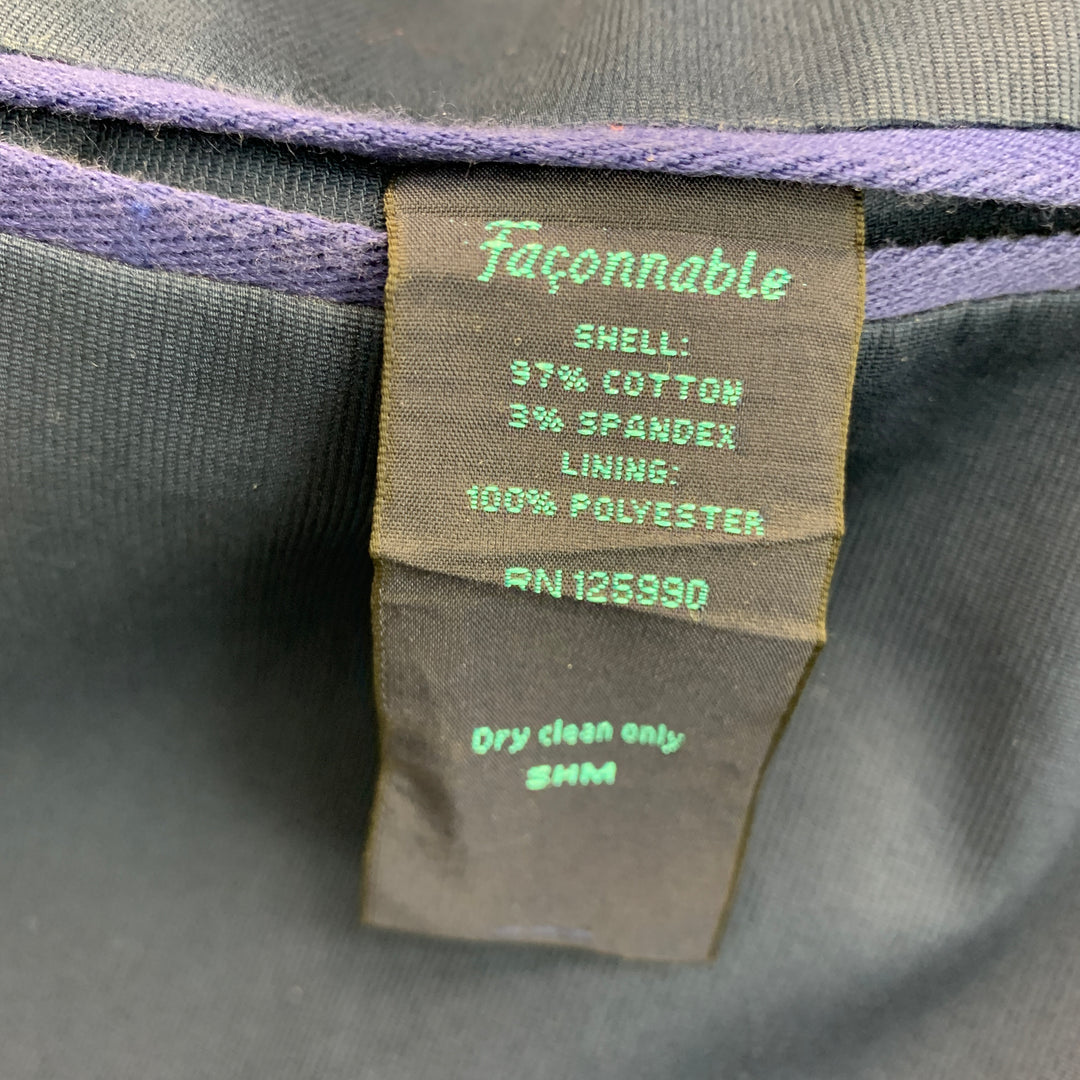 Façonnable
SHELL:
97% COTTON
3% SPANDEX
LINING:
100% POLYESTER
RN 125990
Dry clean only
SHM